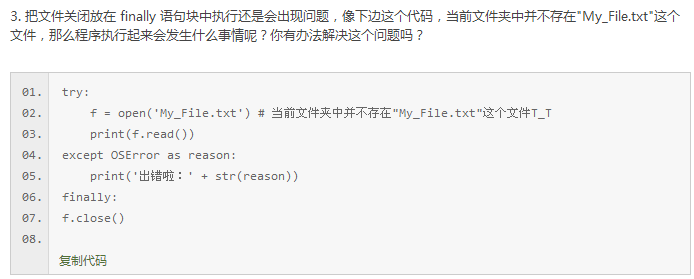 3. 把文件关闭放在 finally 语句块中执行还是会出现问题，像下边这个代码，当前文件夹中并不存在"My_File.txt"这个
文件，那么程序执行起来会发生什么事情呢？你有办法解决这个问题吗？
01. try:
02. f = open('My_File.txt') # 当前文件夹中并不存在"My_File.txt"这个文件T_T
03. print(f.read())
04. except OSError as reason:
05. print('出错啦：' + str(reason))
06. finally:
07. f.close()
08.
复制代码